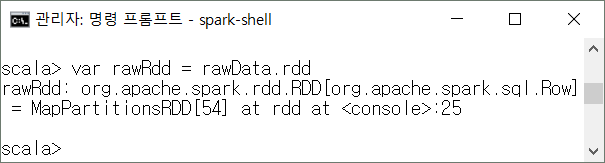 관리자: 명령 프롬프트 - spark-shell
scala> var rawRdd = rawData.rdd
rawRdd: org.apache.spark.rdd.RDD[org.apache.spark.sql.Row]
 = MapPartitionsRDD[54] at rdd at <console>:25
scala>